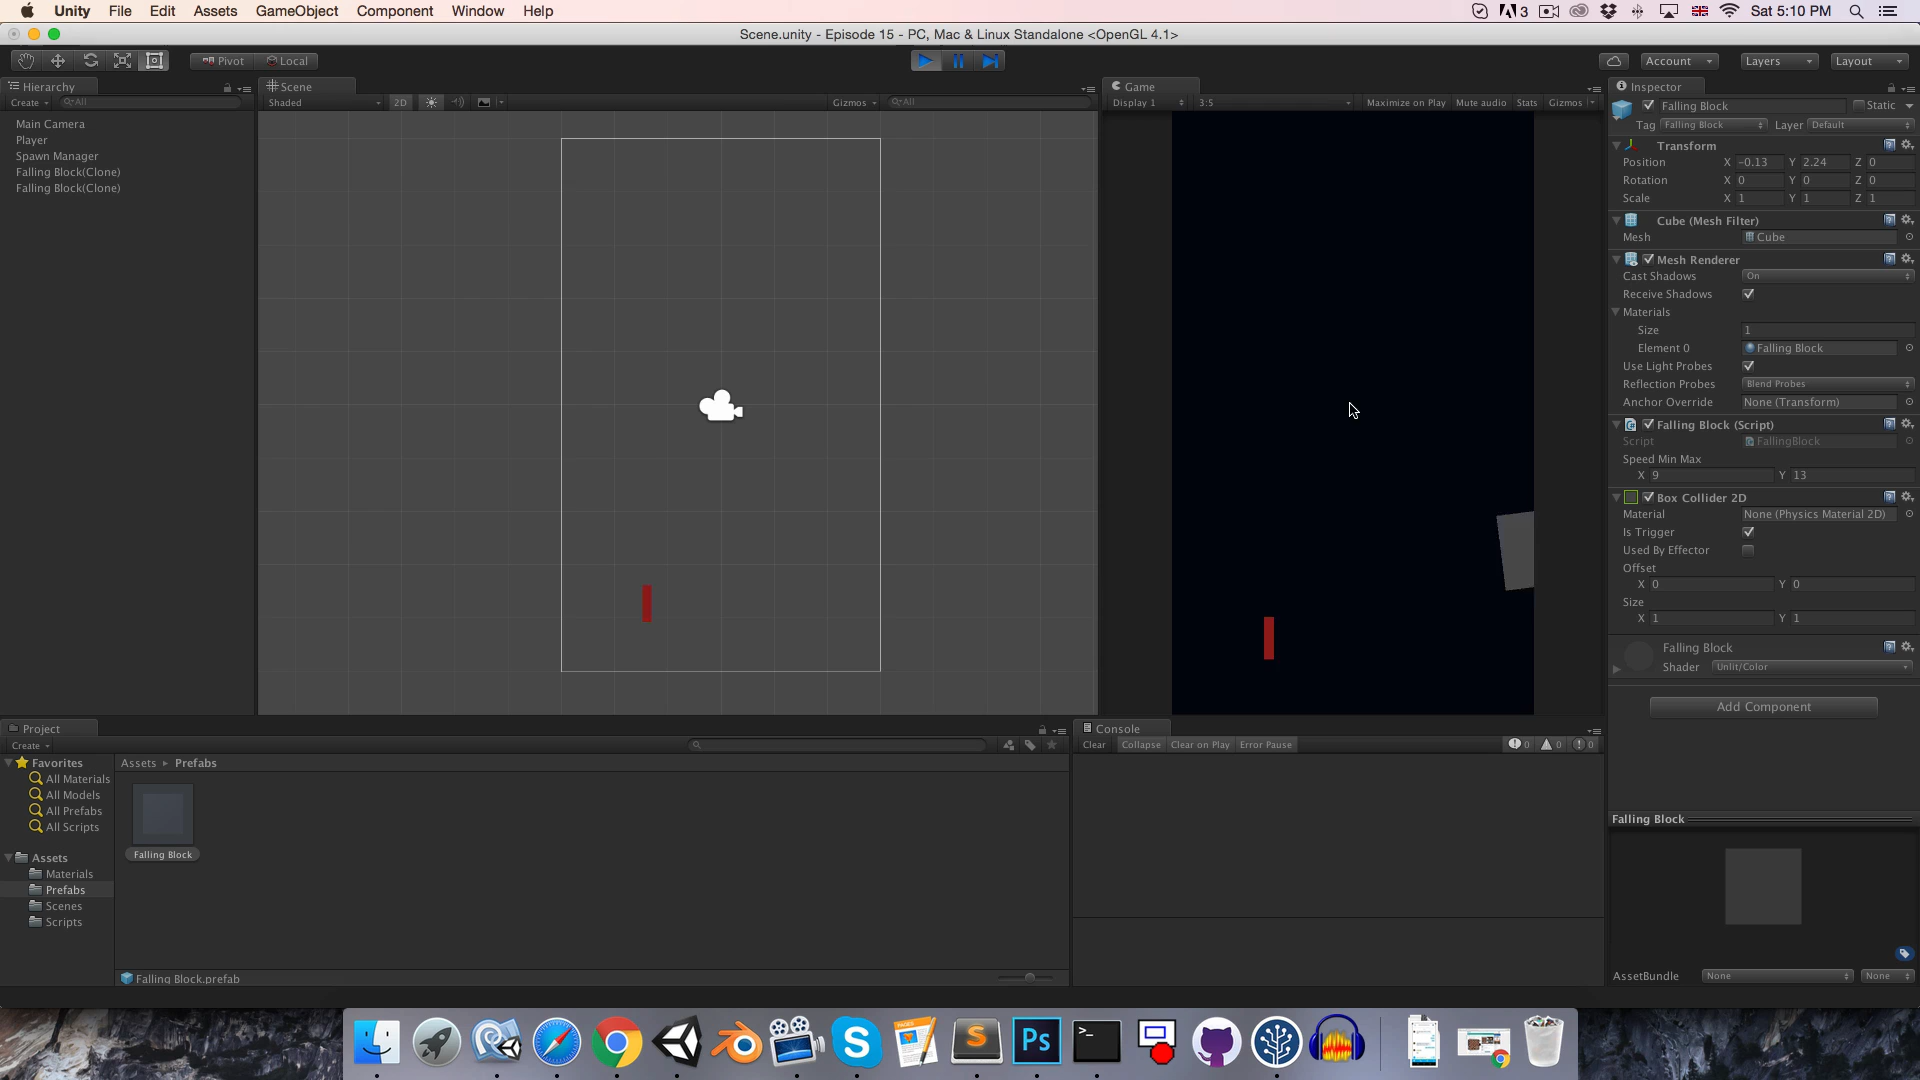 Unity File Edit Assets GameObject Component Window Help 3 Sat 5:10 PM
Scene.unity - Episode 15 - PC, Mac & Linux Standalone <OpenGL 4.1>
Pivot Local Account Layers Layout
Hierarchy
Create All
Main Camera
Player
Spawn Manager
Falling Block(Clone)
Falling Block(Clone)
Scene
Shaded 2D Gizmos All
Game
Display 1 3:5 Maximize on Play Mute audio Stats Gizmos
Inspector
Falling Block Static
Tag Falling Block Layer Default
Transform
Position X -0.13 Y 2.24 Z 0
Rotation X 0 Y 0 Z 0
Scale X 1 Y 1 Z 1
Cube (Mesh Filter)
Mesh Cube
Mesh Renderer
Cast Shadows On
Receive Shadows
Materials
Size 1
Element 0 Falling Block
Use Light Probes
Reflection Probes Blend Probes
Anchor Override None (Transform)
Falling Block (Script)
Script FallingBlock
Speed Min Max
X 9 Y 13
Box Collider 2D
Material None (Physics Material 2D)
Is Trigger
Used By Effector
Offset
X 0 Y 0
Size
X 1 Y 1
Falling Block
Shader Unlit/Color
Add Component
Falling Block
AssetBundle None None
Project
Create
Favorites
All Materials
All Models
All Prefabs
All Scripts
Assets
Materials
Prefabs
Scenes
Scripts
Assets Prefabs
Falling Block
Falling Block.prefab
Console
Clear Collapse Clear on Play Error Pause 0 0 0
PAGES S Ps >_